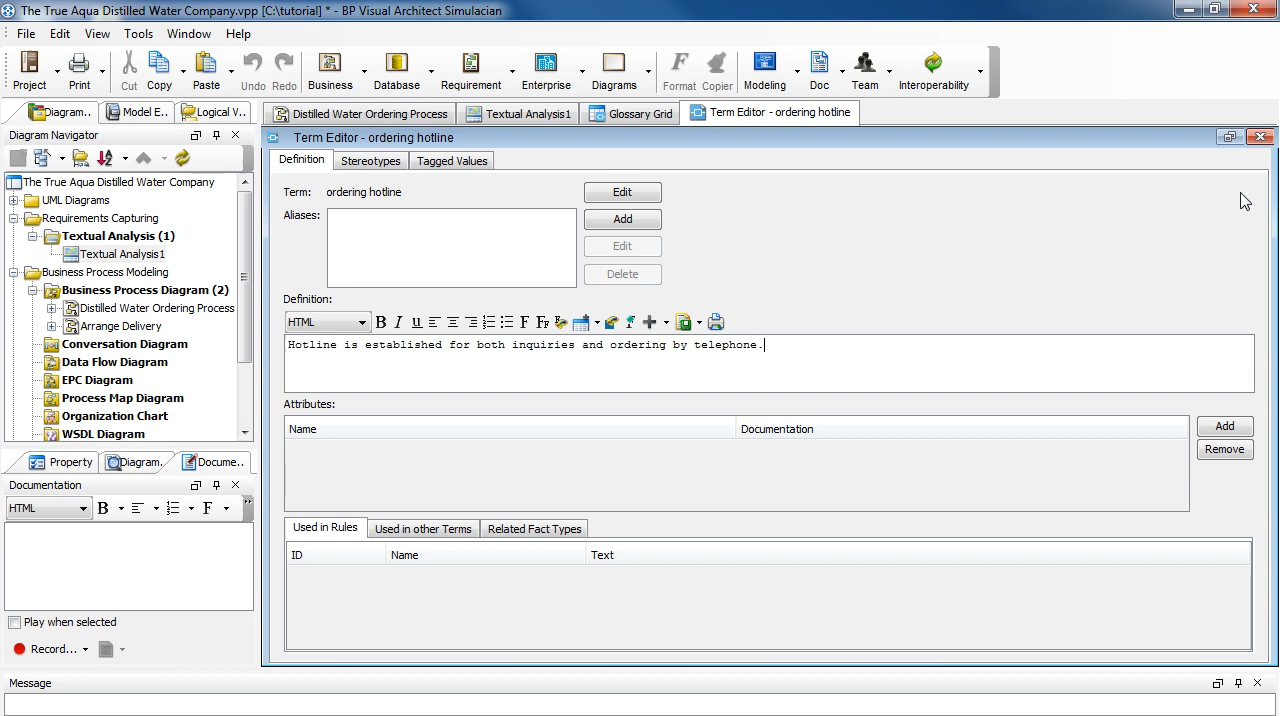 The True Aqua Distilled Water Company.vpp [C:\tutorial] * - BP Visual Architect Simulacian
File Edit View Tools Window Help
Project Print Cut Copy Paste Undo Redo Business Database Requirement Enterprise Diagrams Format Copier Modeling Doc Team Interoperability
Diagram.. Model E.. Logical V..
Distilled Water Ordering Process Textual Analysis1 Glossary Grid Term Editor - ordering hotline
Diagram Navigator
The True Aqua Distilled Water Company
UML Diagrams
Requirements Capturing
Textual Analysis (1)
Textual Analysis1
Business Process Modeling
Business Process Diagram (2)
Distilled Water Ordering Process
Arrange Delivery
Conversation Diagram
Data Flow Diagram
EPC Diagram
Process Map Diagram
Organization Chart
WSDL Diagram
Property Diagram. Docume..
Documentation
HTML B F
Play when selected
Record...
Term Editor - ordering hotline
Definition Stereotypes Tagged Values
Term: ordering hotline Edit
Aliases: Add
Edit
Delete
Definition:
HTML B I u F
Hotline is established for both inquiries and ordering by telephone.
Attributes:
Name Documentation
Add
Remove
Used in Rules Used in other Terms Related Fact Types
ID Name Text
Message